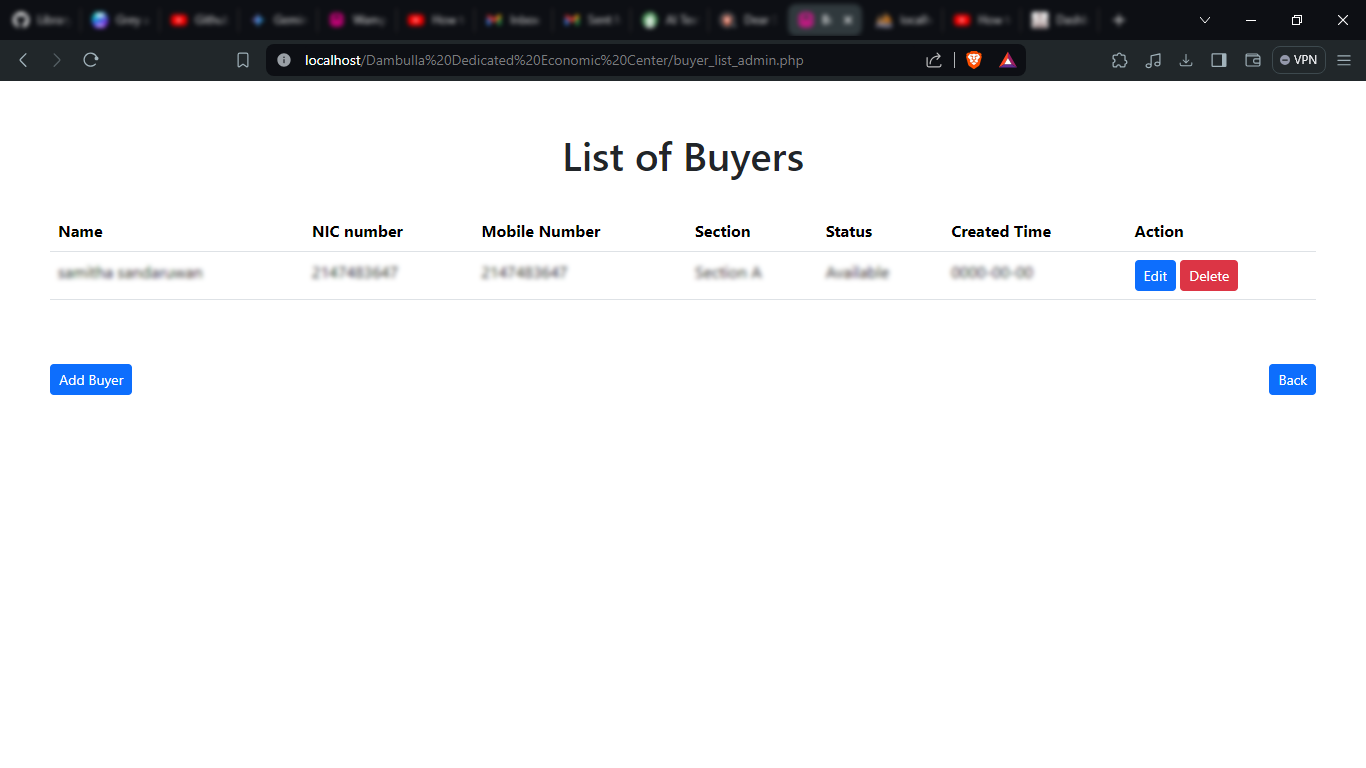 localhost/Dambulla%20Dedicated%20Economic%20Center/buyer_list_admin.php
VPN
List of Buyers
Name NIC number Mobile Number Section Status Created Time Action
samitha sandaruwan 2147483647 2147483647 Section A Available 0000-00-00 Edit Delete
Add Buyer Back